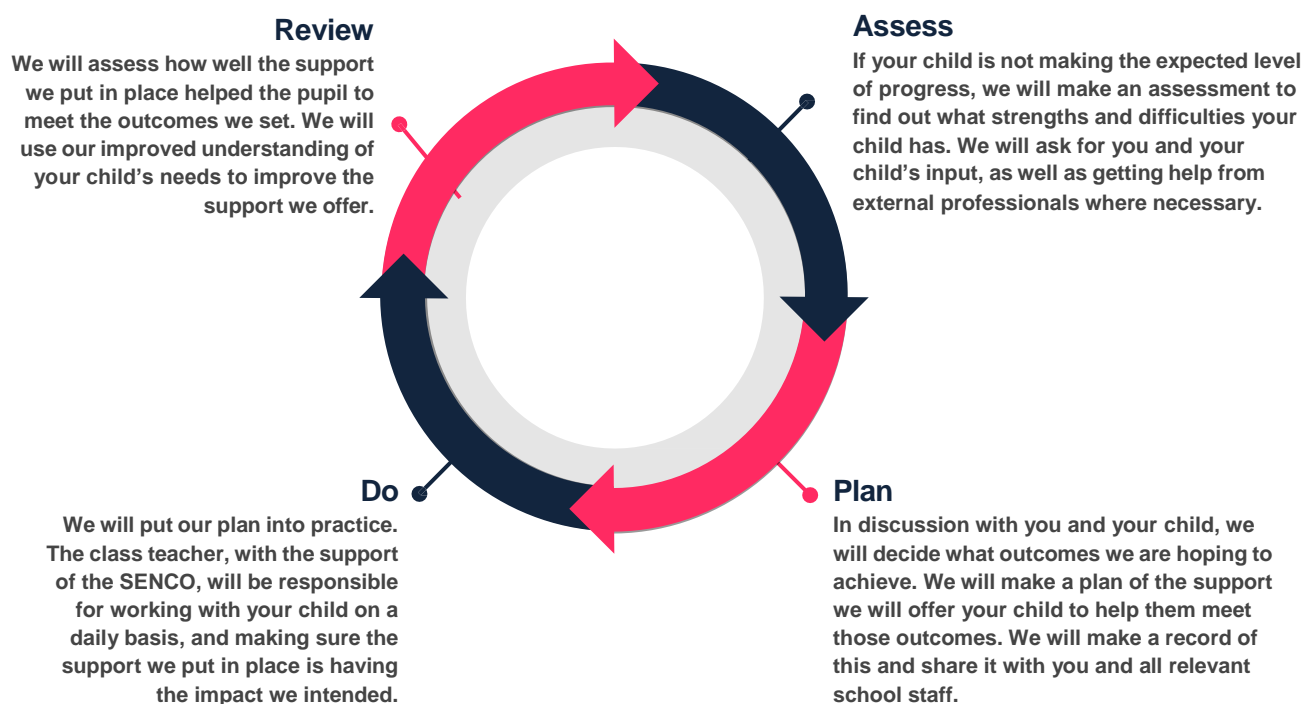 Review
We will assess how well the support
we put in place helped the pupil to
meet the outcomes we set. We will
use our improved understanding of
your child’s needs to improve the
support we offer.
Assess
If your child is not making the expected level
of progress, we will make an assessment to
find out what strengths and difficulties your
child has. We will ask for you and your
child’s input, as well as getting help from
external professionals where necessary.
Do
We will put our plan into practice.
The class teacher, with the support
of the SENCO, will be responsible
for working with your child on a
daily basis, and making sure the
support we put in place is having
the impact we intended.
Plan
In discussion with you and your child, we
will decide what outcomes we are hoping to
achieve. We will make a plan of the support
we will offer your child to help them meet
those outcomes. We will make a record of
this and share it with you and all relevant
school staff.